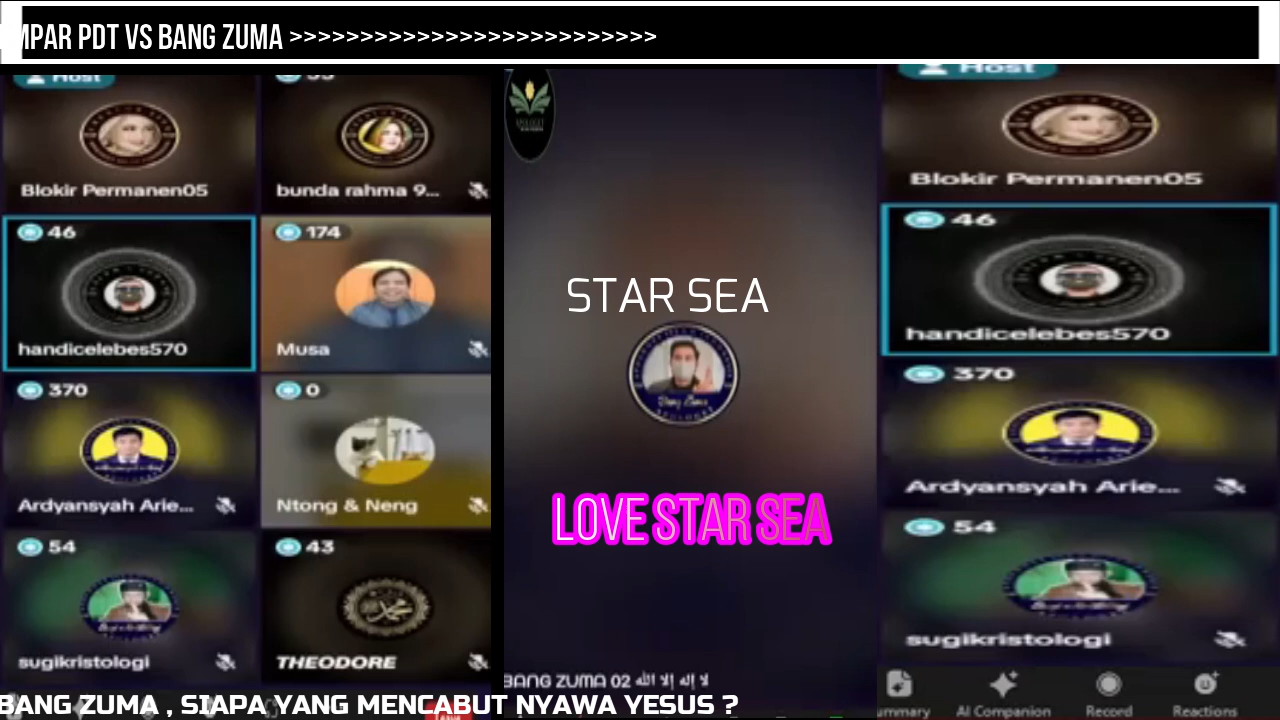 MPAR PDT VS BANG ZUMA >>>>>>>>>>>>>>>>>>>>>>>>>>
Host
Blokir Permanen05
bunda rahma 9...
46
handicelebes570
174
Musa
370
Ardyansyah Arie...
0
Ntong & Neng
54
sugikristologi
43
THEODORE
STAR SEA
LOVE STAR SEA
BANG ZUMA 02 لا إله إلا الله
Host
Blokir Permanen05
46
handicelebes570
370
Ardyansyah Arie...
54
sugikristologi
AI Companion
Record
Reactions
BANG ZUMA , SIAPA YANG MENCABUT NYAWA YESUS ?